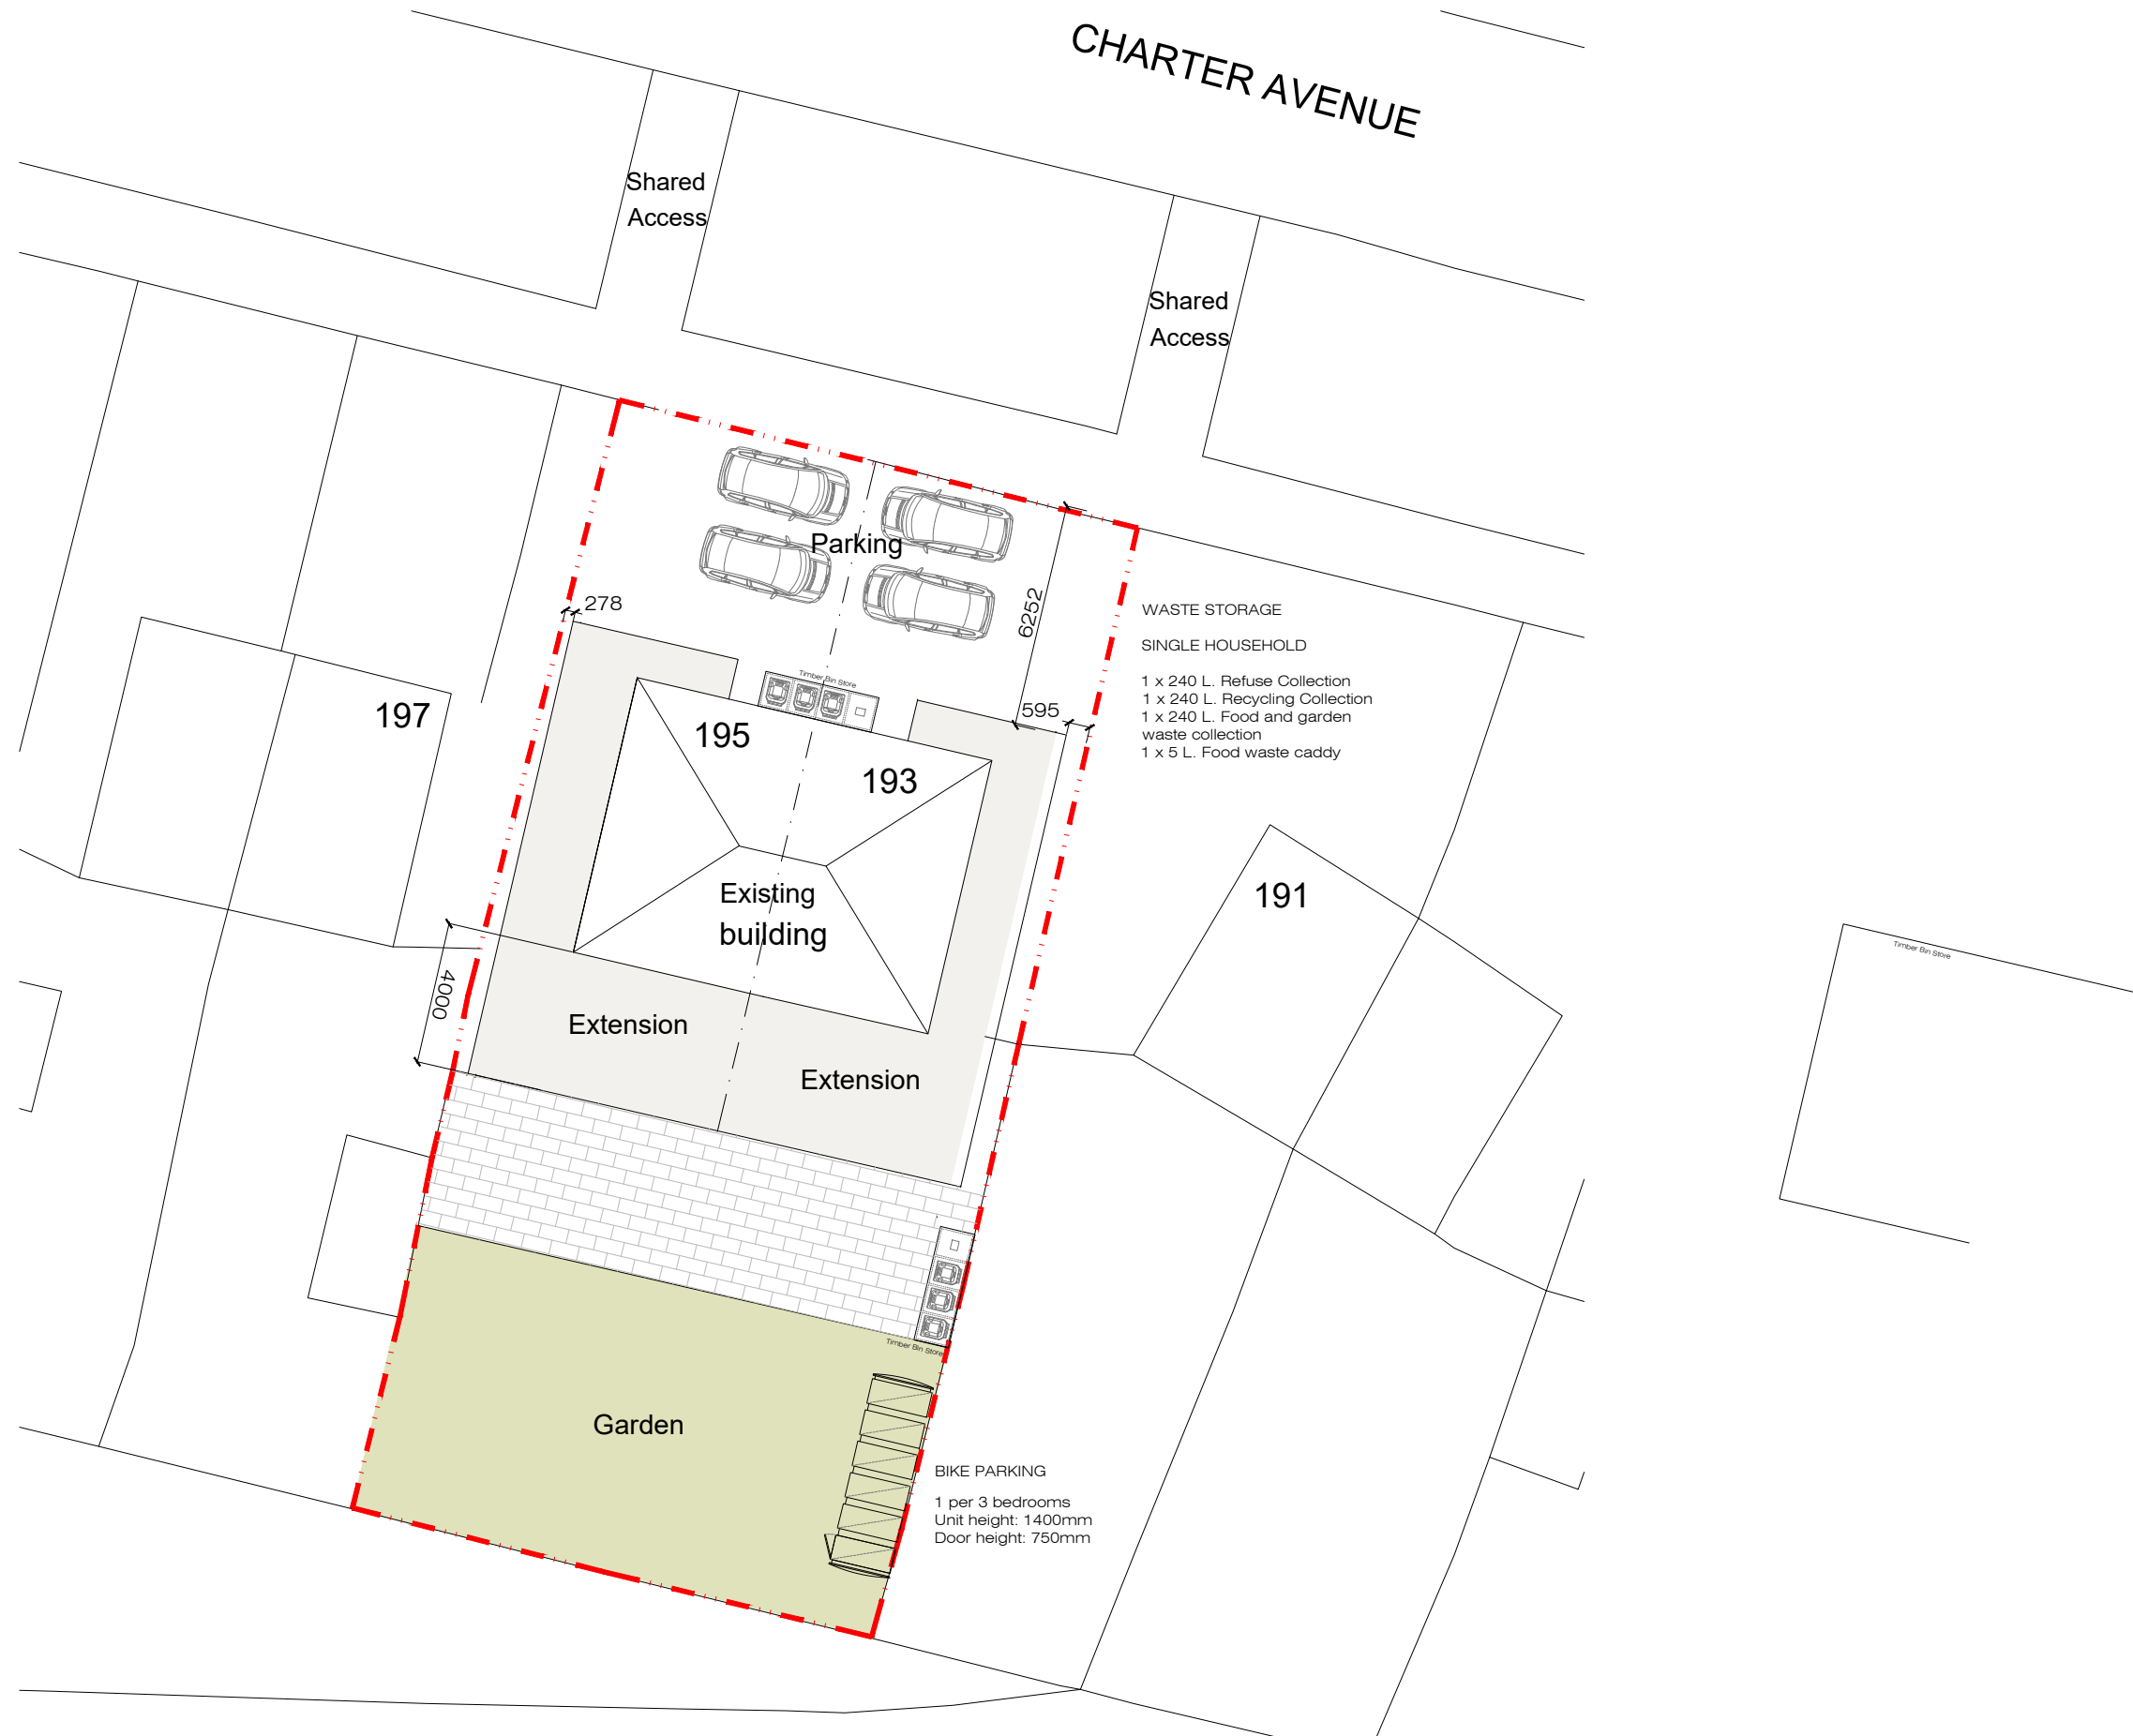 CHARTER AVENUE
Shared
Access
Shared
Access
Parking
278
6252
WASTE STORAGE
SINGLE HOUSEHOLD
1 x 240 L. Refuse Collection
1 x 240 L. Recycling Collection
1 x 240 L. Food and garden
waste collection
1 x 5 L. Food waste caddy
Timber Bin Store
595
197
195
193
Existing
building
191
Timber Bin Store
4000
Extension
Extension
Timber Bin Store
Garden
BIKE PARKING
1 per 3 bedrooms
Unit height: 1400mm
Door height: 750mm